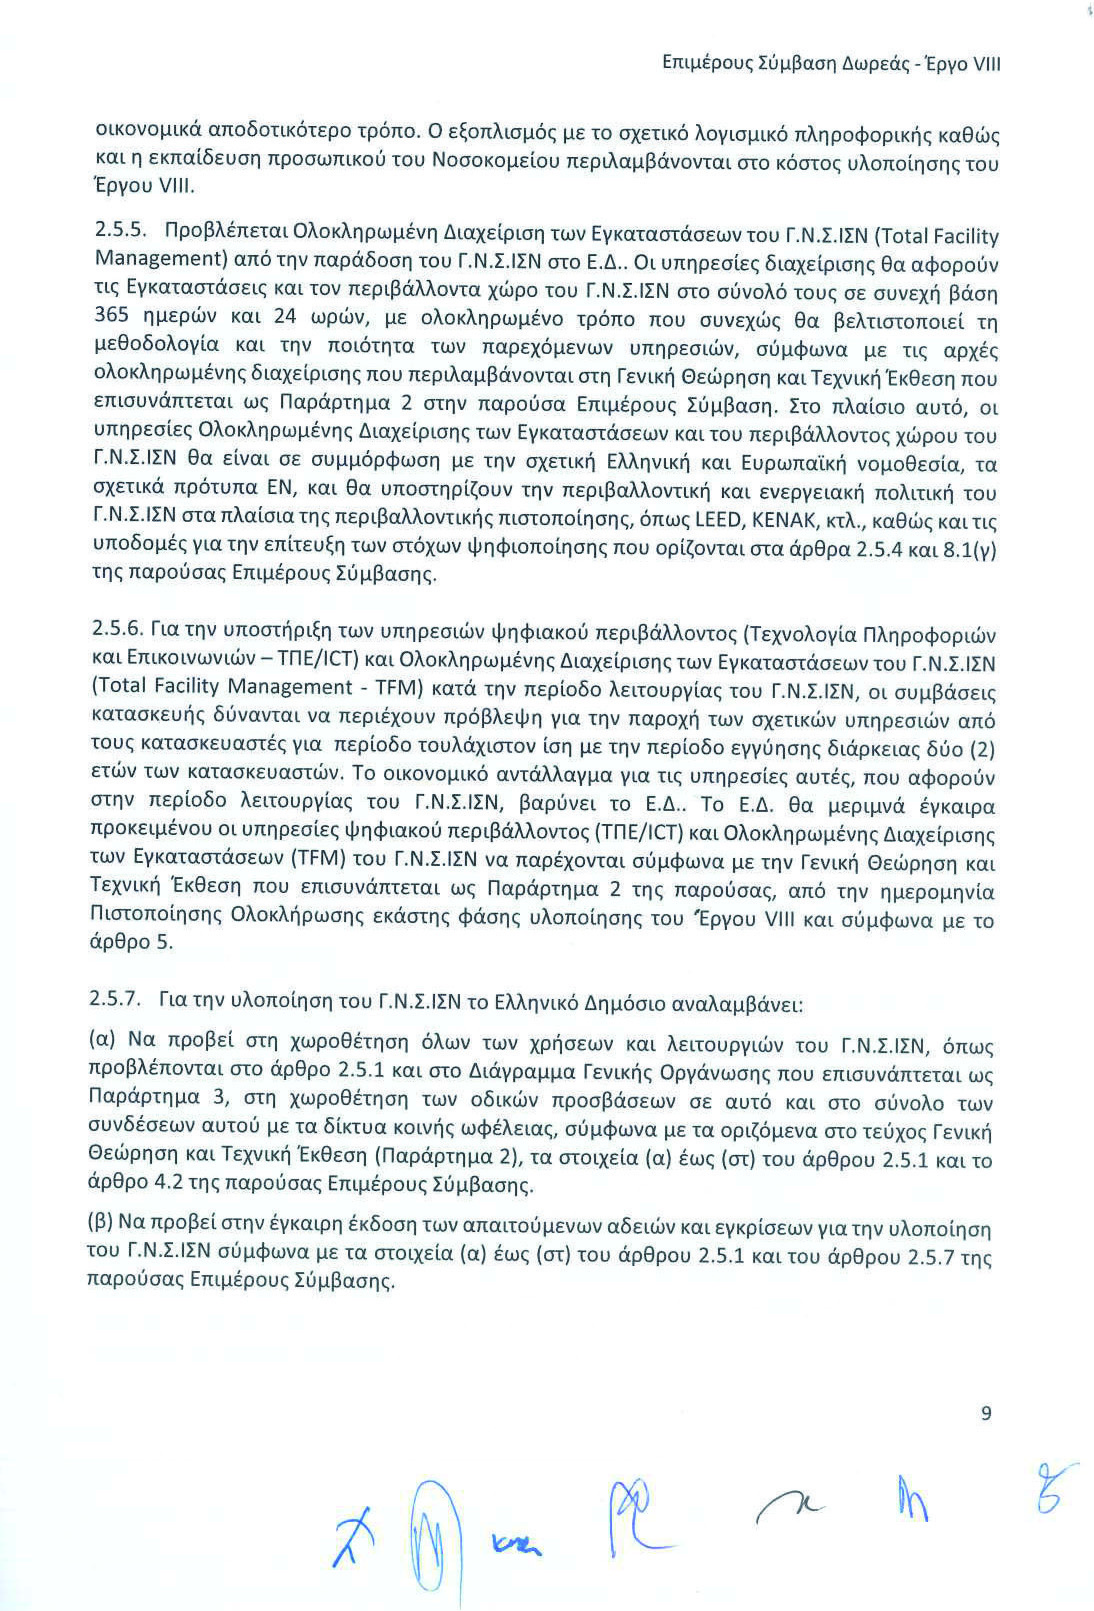 Επιμέρους Σύμβαση Δωρεάς - Έργο VIII
οικονομικά αποδοτικότερο τρόπο. Ο εξοπλισμός με το σχετικό λογισμικό πληροφορικής καθώς
και η εκπαίδευση προσωπικού του Νοσοκομείου περιλαμβάνονται στο κόστος υλοποίησης του
Έργου VIII.
2.5.5. Προβλέπεται Ολοκληρωμένη Διαχείριση των Εγκαταστάσεων του Γ.Ν.Σ.ΙΣΝ (Total Facility
Management) από την παράδοση του Γ.Ν.Σ.ΙΣΝ στο Ε.Δ.. Οι υπηρεσίες διαχείρισης θα αφορούν
τις Εγκαταστάσεις και τον περιβάλλοντα χώρο του Γ.Ν.Σ.ΙΣΝ στο σύνολό τους σε συνεχή βάση
365 ημερών και 24 ωρών, με ολοκληρωμένο τρόπο που συνεχώς θα βελτιστοποιεί τη
μεθοδολογία και την ποιότητα των παρεχόμενων υπηρεσιών, σύμφωνα με τις αρχές
ολοκληρωμένης διαχείρισης που περιλαμβάνονται στη Γενική Θεώρηση και Τεχνική Έκθεση που
επισυνάπτεται ως Παράρτημα 2 στην παρούσα Επιμέρους Σύμβαση. Στο πλαίσιο αυτό, οι
υπηρεσίες Ολοκληρωμένης Διαχείρισης των Εγκαταστάσεων και του περιβάλλοντος χώρου του
Γ.Ν.Σ.ΙΣΝ θα είναι σε συμμόρφωση με την σχετική Ελληνική και Ευρωπαϊκή νομοθεσία, τα
σχετικά πρότυπα ΕΝ, και θα υποστηρίζουν την περιβαλλοντική και ενεργειακή πολιτική του
Γ.Ν.Σ.ΙΣΝ στα πλαίσια της περιβαλλοντικής πιστοποίησης, όπως LEED, KENAK, κτλ., καθώς και τις
υποδομές για την επίτευξη των στόχων ψηφιοποίησης που ορίζονται στα άρθρα 2.5.4 και 8.1(γ)
της παρούσας Επιμέρους Σύμβασης.
2.5.6. Για την υποστήριξη των υπηρεσιών ψηφιακού περιβάλλοντος (Τεχνολογία Πληροφοριών
και Επικοινωνιών – ΤΠΕ/ICT) και Ολοκληρωμένης Διαχείρισης των Εγκαταστάσεων του Γ.Ν.Σ.ΙΣΝ
(Total Facility Management - TFM) κατά την περίοδο λειτουργίας του Γ.Ν.Σ.ΙΣΝ, οι συμβάσεις
κατασκευής δύνανται να περιέχουν πρόβλεψη για την παροχή των σχετικών υπηρεσιών από
τους κατασκευαστές για περίοδο τουλάχιστον ίση με την περίοδο εγγύησης διάρκειας δύο (2)
ετών των κατασκευαστών. Το οικονομικό αντάλλαγμα για τις υπηρεσίες αυτές, που αφορούν
στην περίοδο λειτουργίας του Γ.Ν.Σ.ΙΣΝ, βαρύνει το Ε.Δ.. Το Ε.Δ. θα μεριμνά έγκαιρα
προκειμένου οι υπηρεσίες ψηφιακού περιβάλλοντος (ΤΠΕ/ICT) και Ολοκληρωμένης Διαχείρισης
των Εγκαταστάσεων (TFM) του Γ.Ν.Σ.ΙΣΝ να παρέχονται σύμφωνα με την Γενική Θεώρηση και
Τεχνική Έκθεση που επισυνάπτεται ως Παράρτημα 2 της παρούσας, από την ημερομηνία
Πιστοποίησης Ολοκλήρωσης εκάστης φάσης υλοποίησης του Έργου VIII και σύμφωνα με το
άρθρο 5.
2.5.7. Για την υλοποίηση του Γ.Ν.Σ.ΙΣΝ το Ελληνικό Δημόσιο αναλαμβάνει:
(α) Να προβεί στη χωροθέτηση όλων των χρήσεων και λειτουργιών του Γ.Ν.Σ.ΙΣΝ, όπως
προβλέπονται στο άρθρο 2.5.1 και στο Διάγραμμα Γενικής Οργάνωσης που επισυνάπτεται ως
Παράρτημα 3, στη χωροθέτηση των οδικών προσβάσεων σε αυτό και στο σύνολο των
συνδέσεων αυτού με τα δίκτυα κοινής ωφέλειας, σύμφωνα με τα οριζόμενα στο τεύχος Γενική
Θεώρηση και Τεχνική Έκθεση (Παράρτημα 2), τα στοιχεία (α) έως (στ) του άρθρου 2.5.1 και το
άρθρο 4.2 της παρούσας Επιμέρους Σύμβασης.
(β) Να προβεί στην έγκαιρη έκδοση των απαιτούμενων αδειών και εγκρίσεων για την υλοποίηση
του Γ.Ν.Σ.ΙΣΝ σύμφωνα με τα στοιχεία (α) έως (στ) του άρθρου 2.5.1 και του άρθρου 2.5.7 της
παρούσας Επιμέρους Σύμβασης.
9